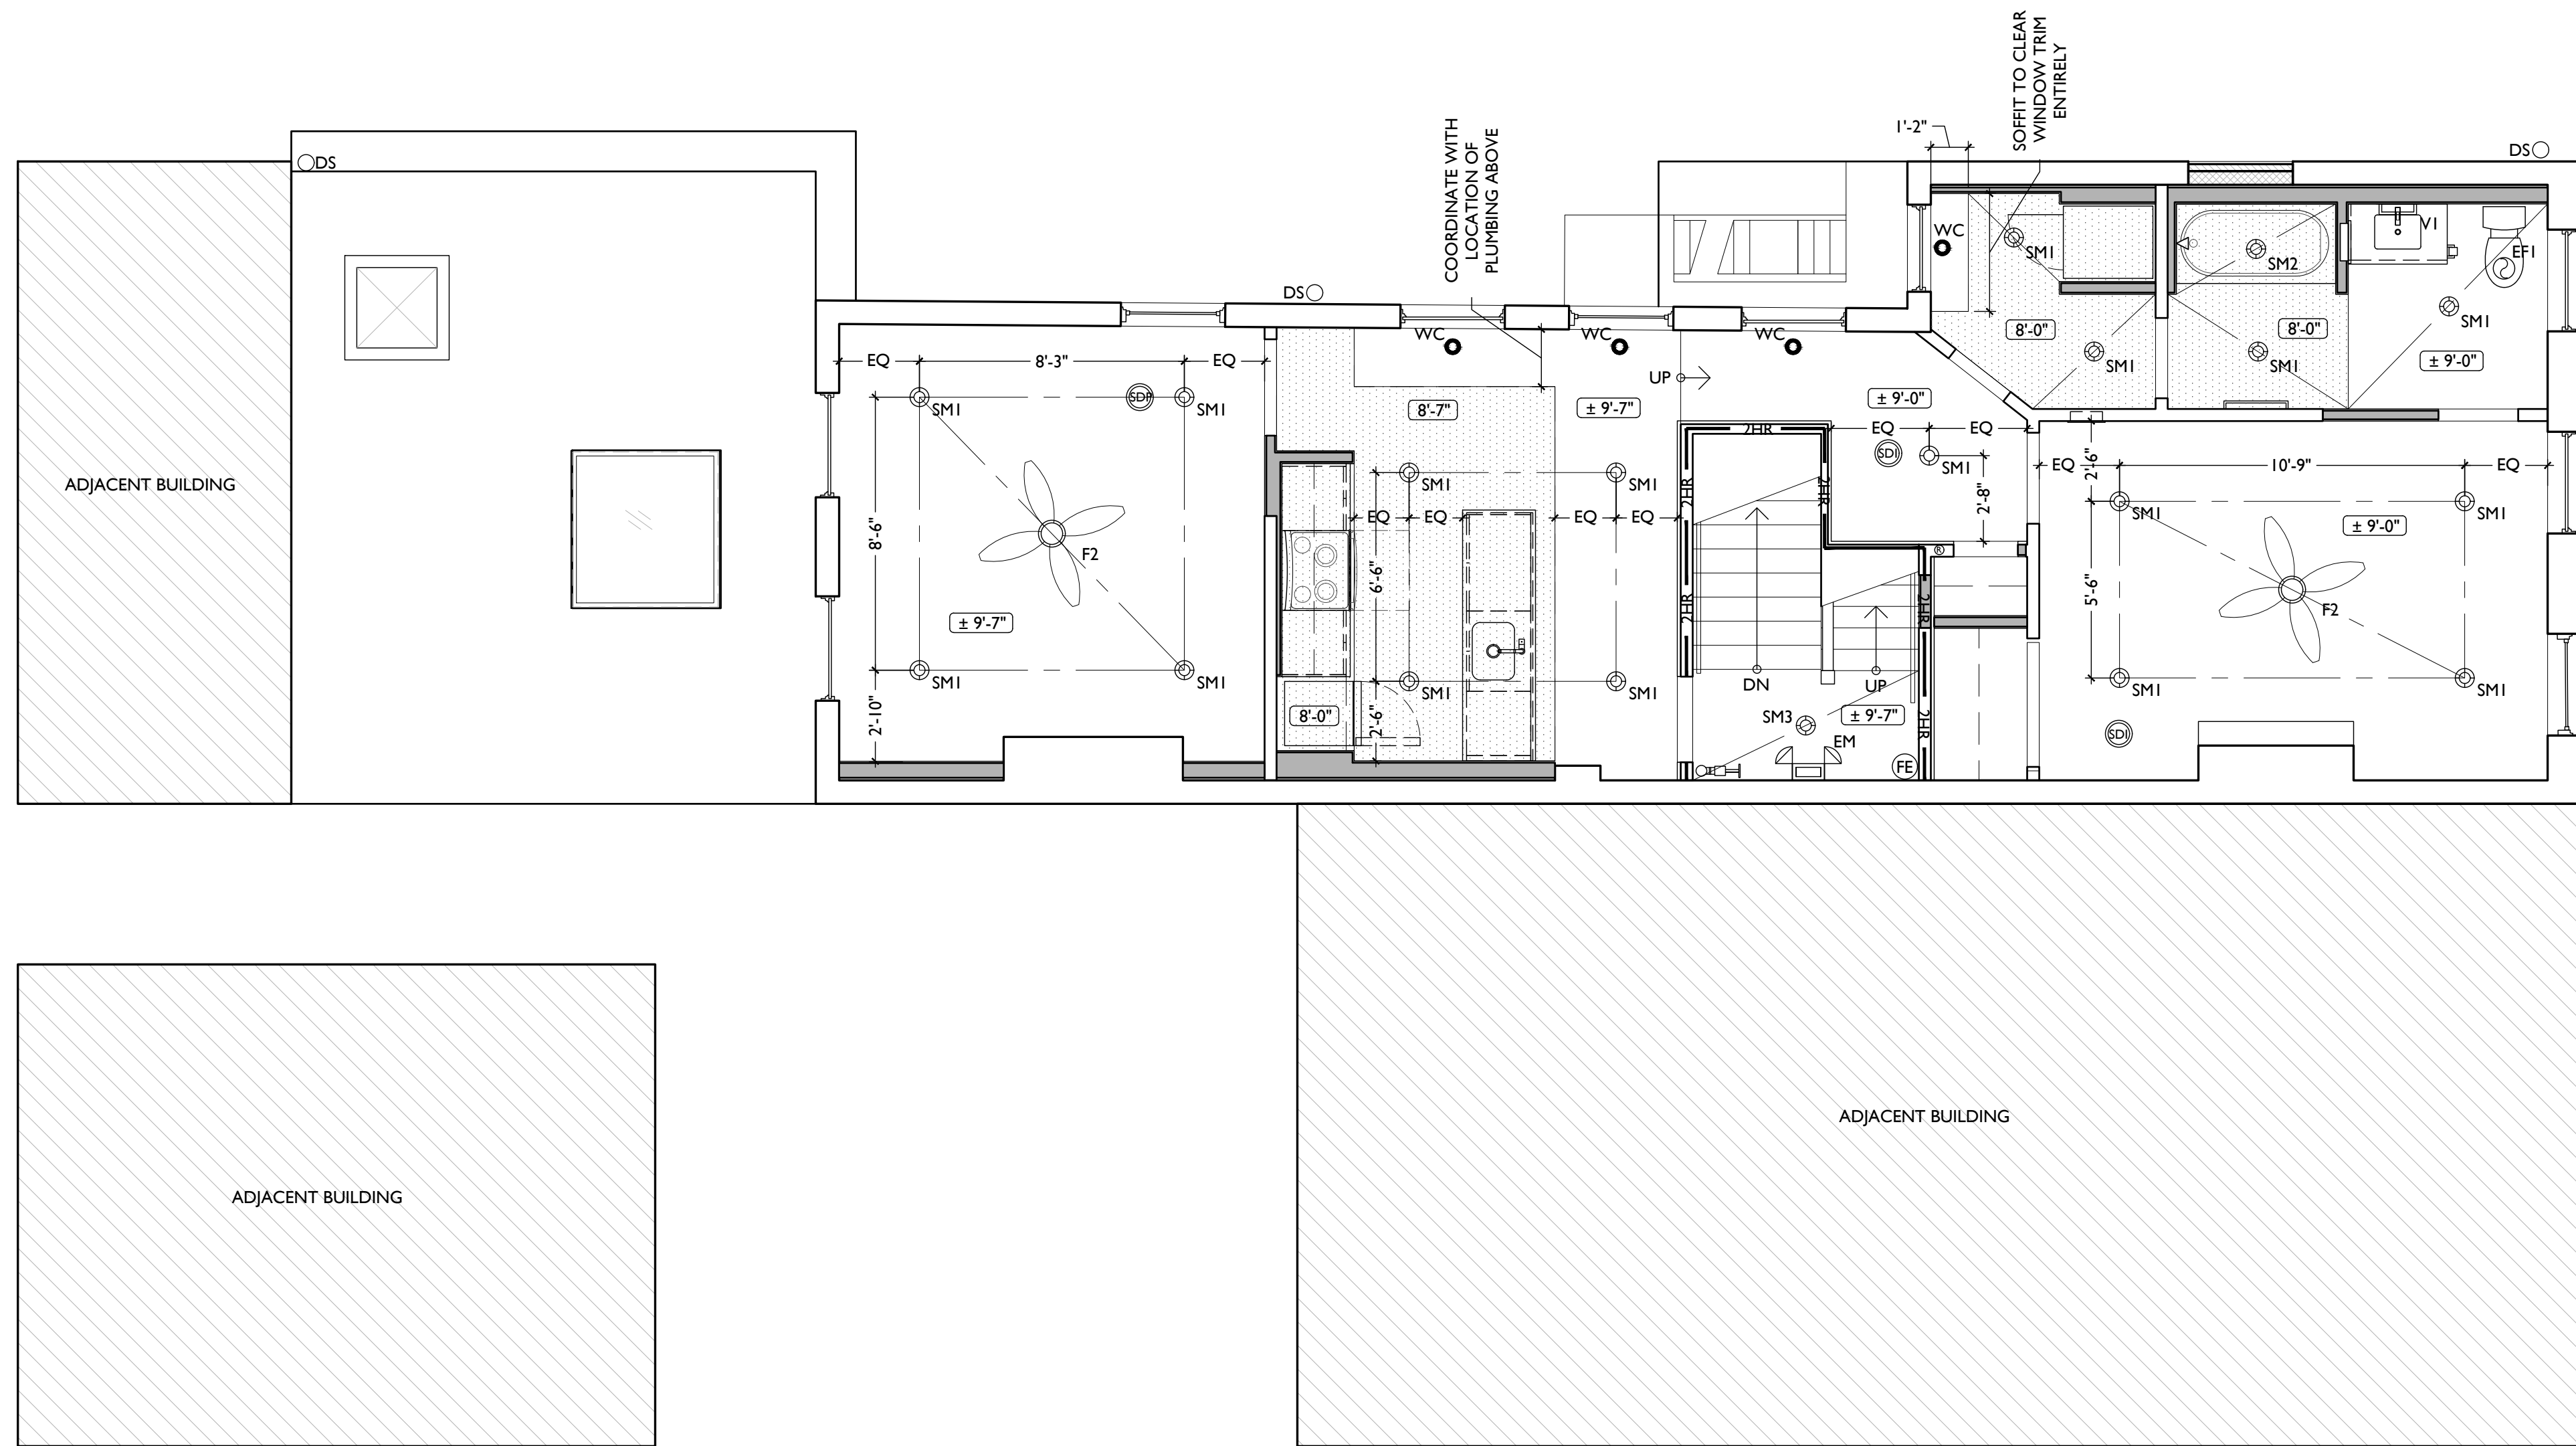 SOFFIT TO CLEAR
WINDOW TRIM
ENTIRELY
COORDINATE WITH
LOCATION OF
PLUMBING ABOVE
1'-2"
DS
DS
DS
ADJACENT BUILDING
EQ
8'-3"
EQ
SM1
SDP
SM1
8'-6"
F2
± 9'-7"
SM1
SM1
2'-10"
WC
WC
WC
8'-7"
± 9'-7"
UP
SM1
SM1
EQ
EQ
EQ
EQ
6'-6"
SM1
SM1
8'-0"
2'-6"
2HR
2HR
2HR
2HR
2HR
2HR
DN
UP
SM3
± 9'-7"
EM
FE
± 9'-0"
EQ
EQ
SDI
SM1
2'-8"
R
WC
SM1
8'-0"
SM1
SM2
8'-0"
SM1
V1
EF1
SM1
± 9'-0"
EQ
2'-6"
10'-9"
EQ
SM1
± 9'-0"
SM1
5'-6"
F2
SM1
SM1
SDI
ADJACENT BUILDING
ADJACENT BUILDING